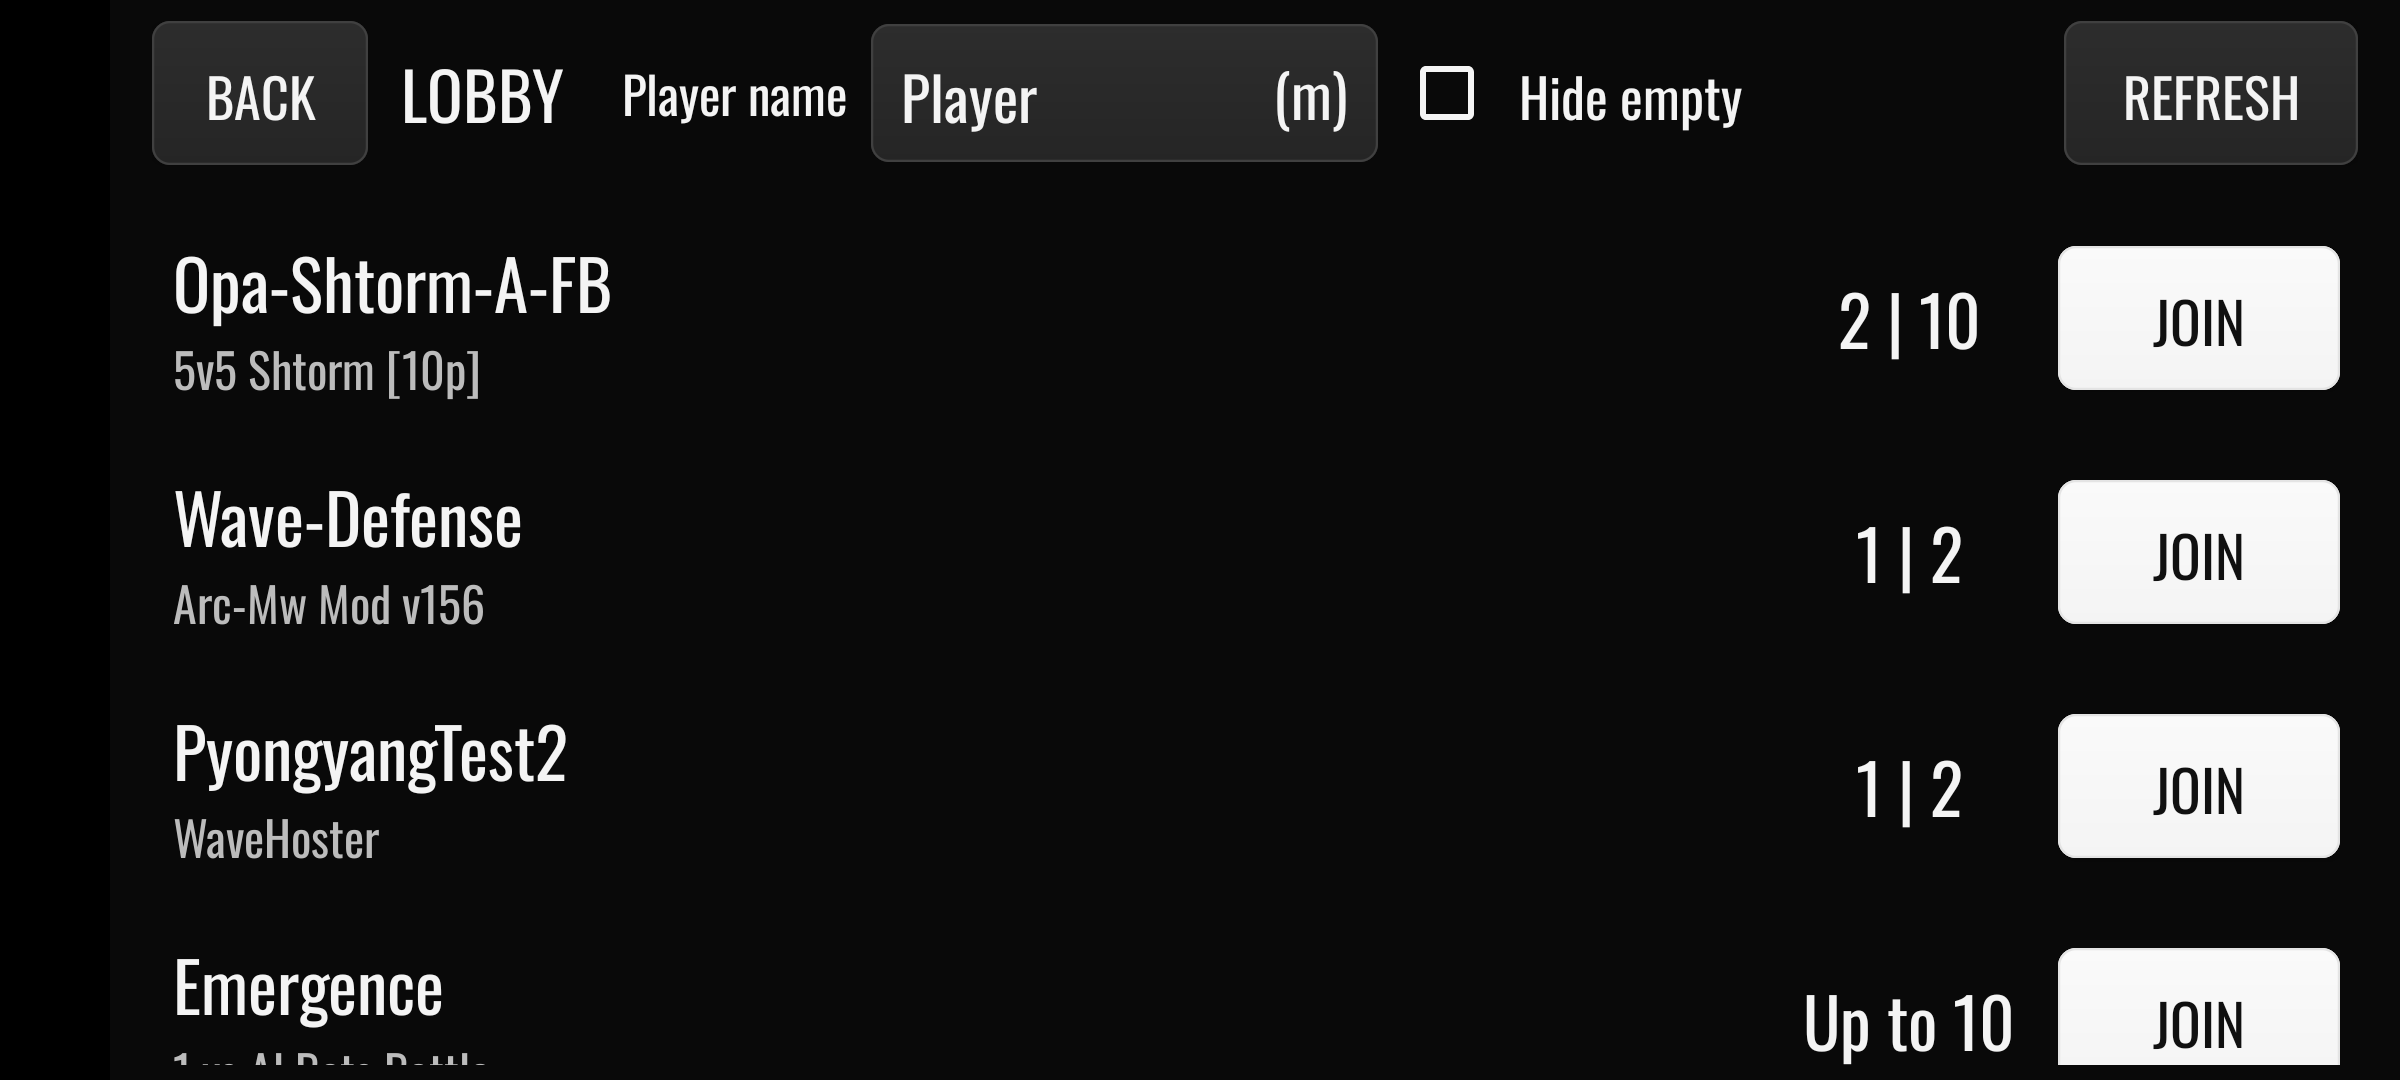 BACK LOBBY Player name Player (m) Hide empty REFRESH
Opa-Shtorm-A-FB
5v5 Shtorm [10p]
2 | 10 JOIN
Wave-Defense
Arc-Mw Mod v156
1 | 2 JOIN
PyongyangTest2
WaveHoster
1 | 2 JOIN
Emergence
Up to 10 JOIN